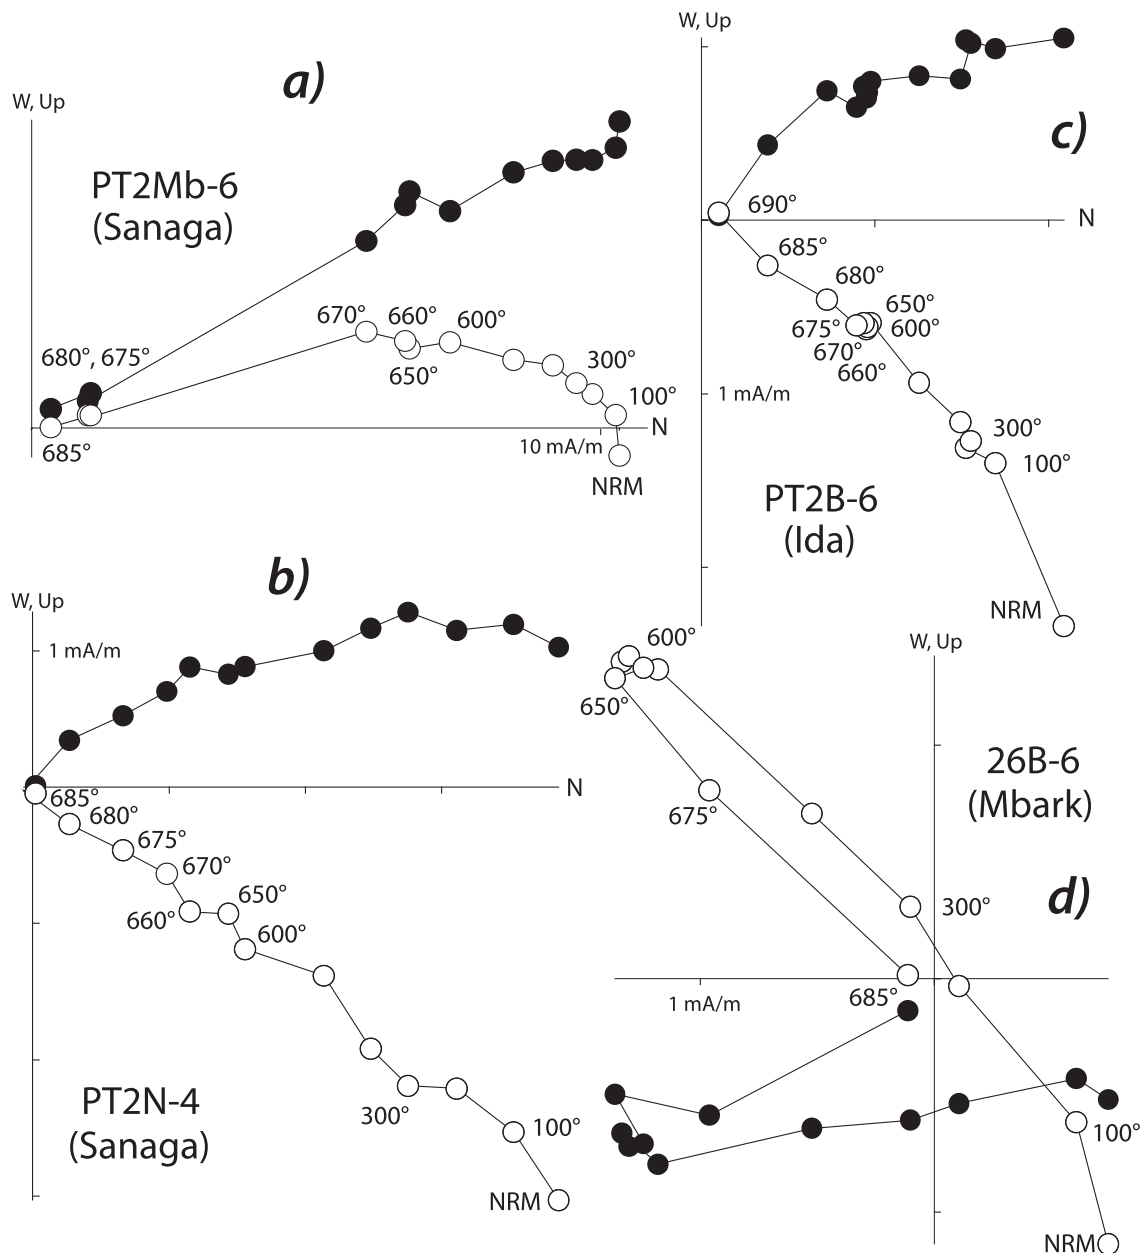 a)
W, Up
PT2Mb-6
(Sanaga)
670°
660°
600°
650°
300°
680°, 675°
100°
N
685°
10 mA/m
NRM
W, Up
c)
690°
N
685°
680°
650°
675°
600°
670°
660°
1 mA/m
300°
100°
PT2B-6
(Ida)
NRM
b)
W, Up
1 mA/m
N
685°
680°
675°
670°
650°
660°
600°
PT2N-4
(Sanaga)
300°
100°
NRM
W, Up
600°
650°
26B-6
(Mbark)
675°
d)
300°
685°
1 mA/m
100°
NRM